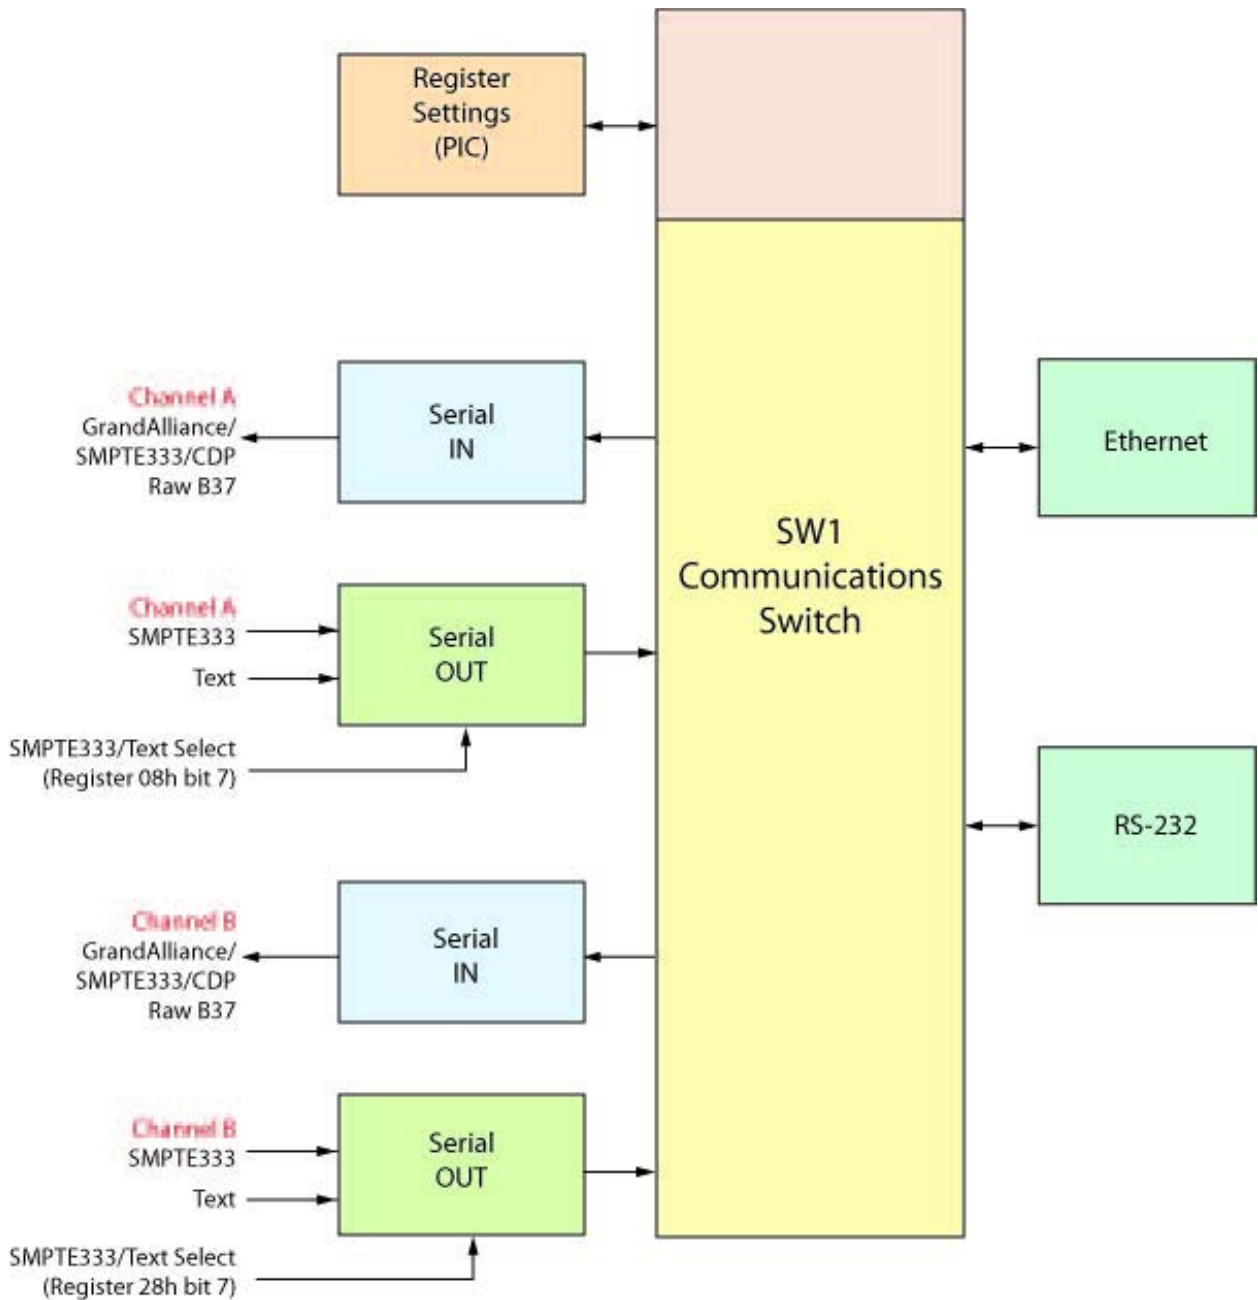 Register
Settings
(PIC)
Channel A
GrandAlliance/
SMPTE333/CDP
Raw B37
Serial
IN
Ethernet
SW1
Communications
Switch
Channel A
SMPTE333
Text
Serial
OUT
SMPTE333/Text Select
(Register 08h bit 7)
RS-232
Channel B
GrandAlliance/
SMPTE333/CDP
Raw B37
Serial
IN
Channel B
SMPTE333
Text
Serial
OUT
SMPTE333/Text Select
(Register 28h bit 7)